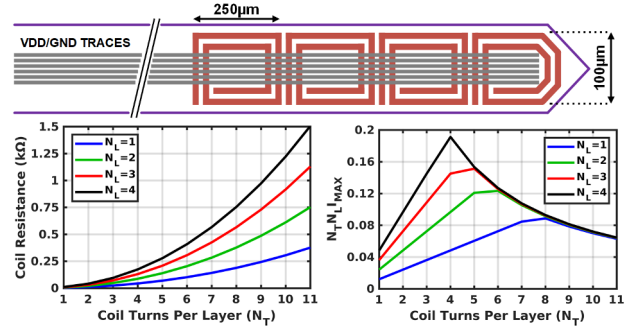 250µm
VDD/GND TRACES
100µm
1.5
1.25
1
0.75
0.5
0.25
0
Coil Resistance (kΩ)
N_L=1
N_L=2
N_L=3
N_L=4
1 2 3 4 5 6 7 8 9 10 11
Coil Turns Per Layer (N_T)
0.2
0.16
0.12
0.08
0.04
0
N_T N_L I_MAX
N_L=1
N_L=2
N_L=3
N_L=4
1 2 3 4 5 6 7 8 9 10 11
Coil Turns Per Layer (N_T)